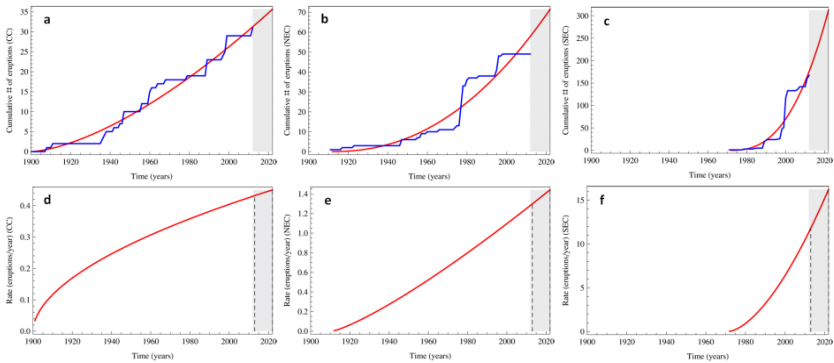 a
b
c
Cumulative # of eruptions (CC)
35
30
25
20
15
10
5
0
1900 1920 1940 1960 1980 2000 2020
Time (years)
Cumulative # of eruptions (NEC)
70
60
50
40
30
20
10
0
1900 1920 1940 1960 1980 2000 2020
Time (years)
Cumulative # of eruptions (SEC)
300
250
200
150
100
50
0
1900 1920 1940 1960 1980 2000 2020
Time (years)
d
e
f
Rate (eruptions/year) (CC)
0.4
0.3
0.2
0.1
0.0
1900 1920 1940 1960 1980 2000 2020
Time (years)
Rate (eruptions/year) (NEC)
1.4
1.2
1.0
0.8
0.6
0.4
0.2
0.0
1900 1920 1940 1960 1980 2000 2020
Time (years)
Rate (eruptions/year) (SEC)
15
10
5
0
1900 1920 1940 1960 1980 2000 2020
Time (years)